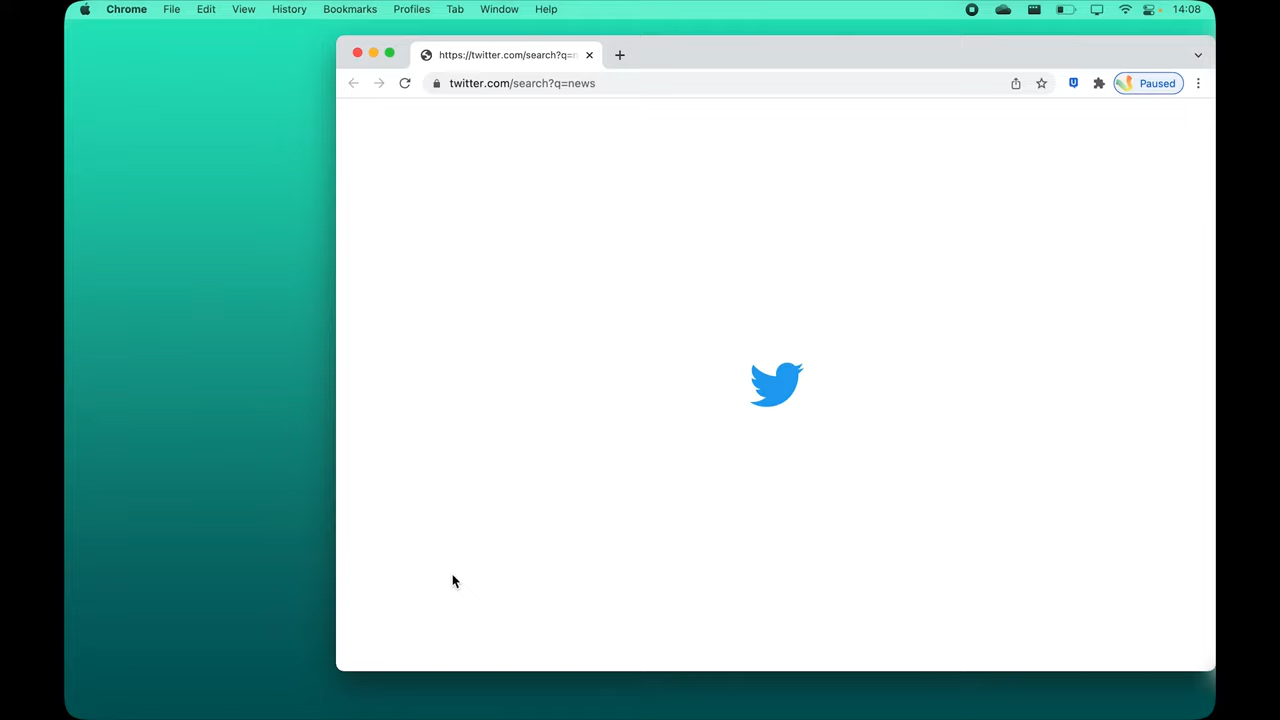 Chrome File Edit View History Bookmarks Profiles Tab Window Help 14:08
https://twitter.com/search?q=n
twitter.com/search?q=news Paused